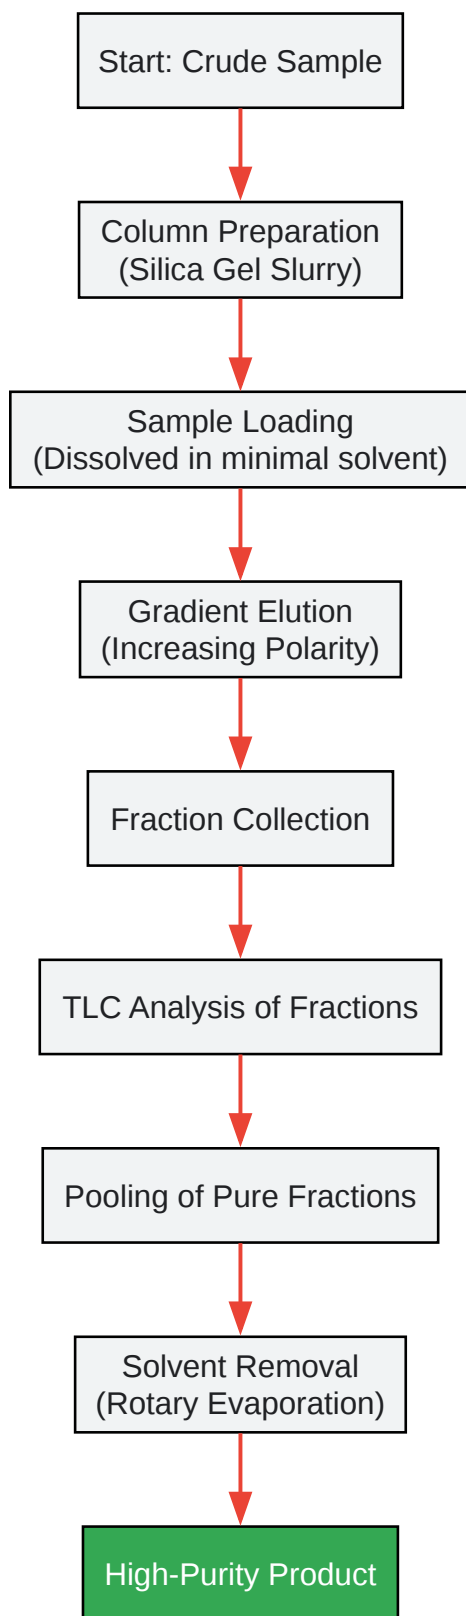 Start: Crude Sample
Column Preparation
(Silica Gel Slurry)
Sample Loading
(Dissolved in minimal solvent)
Gradient Elution
(Increasing Polarity)
Fraction Collection
TLC Analysis of Fractions
Pooling of Pure Fractions
Solvent Removal
(Rotary Evaporation)
High-Purity Product